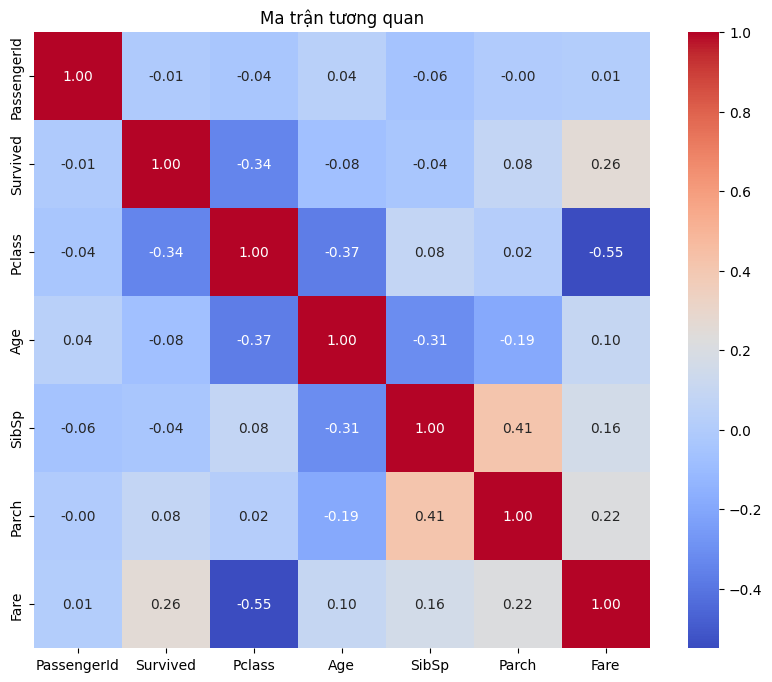 Ma trận tương quan
PassengerId 1.00 -0.01 -0.04 0.04 -0.06 -0.00 0.01
Survived -0.01 1.00 -0.34 -0.08 -0.04 0.08 0.26
Pclass -0.04 -0.34 1.00 -0.37 0.08 0.02 -0.55
Age 0.04 -0.08 -0.37 1.00 -0.31 -0.19 0.10
SibSp -0.06 -0.04 0.08 -0.31 1.00 0.41 0.16
Parch -0.00 0.08 0.02 -0.19 0.41 1.00 0.22
Fare 0.01 0.26 -0.55 0.10 0.16 0.22 1.00
PassengerId Survived Pclass Age SibSp Parch Fare
1.0
0.8
0.6
0.4
0.2
0.0
−0.2
−0.4